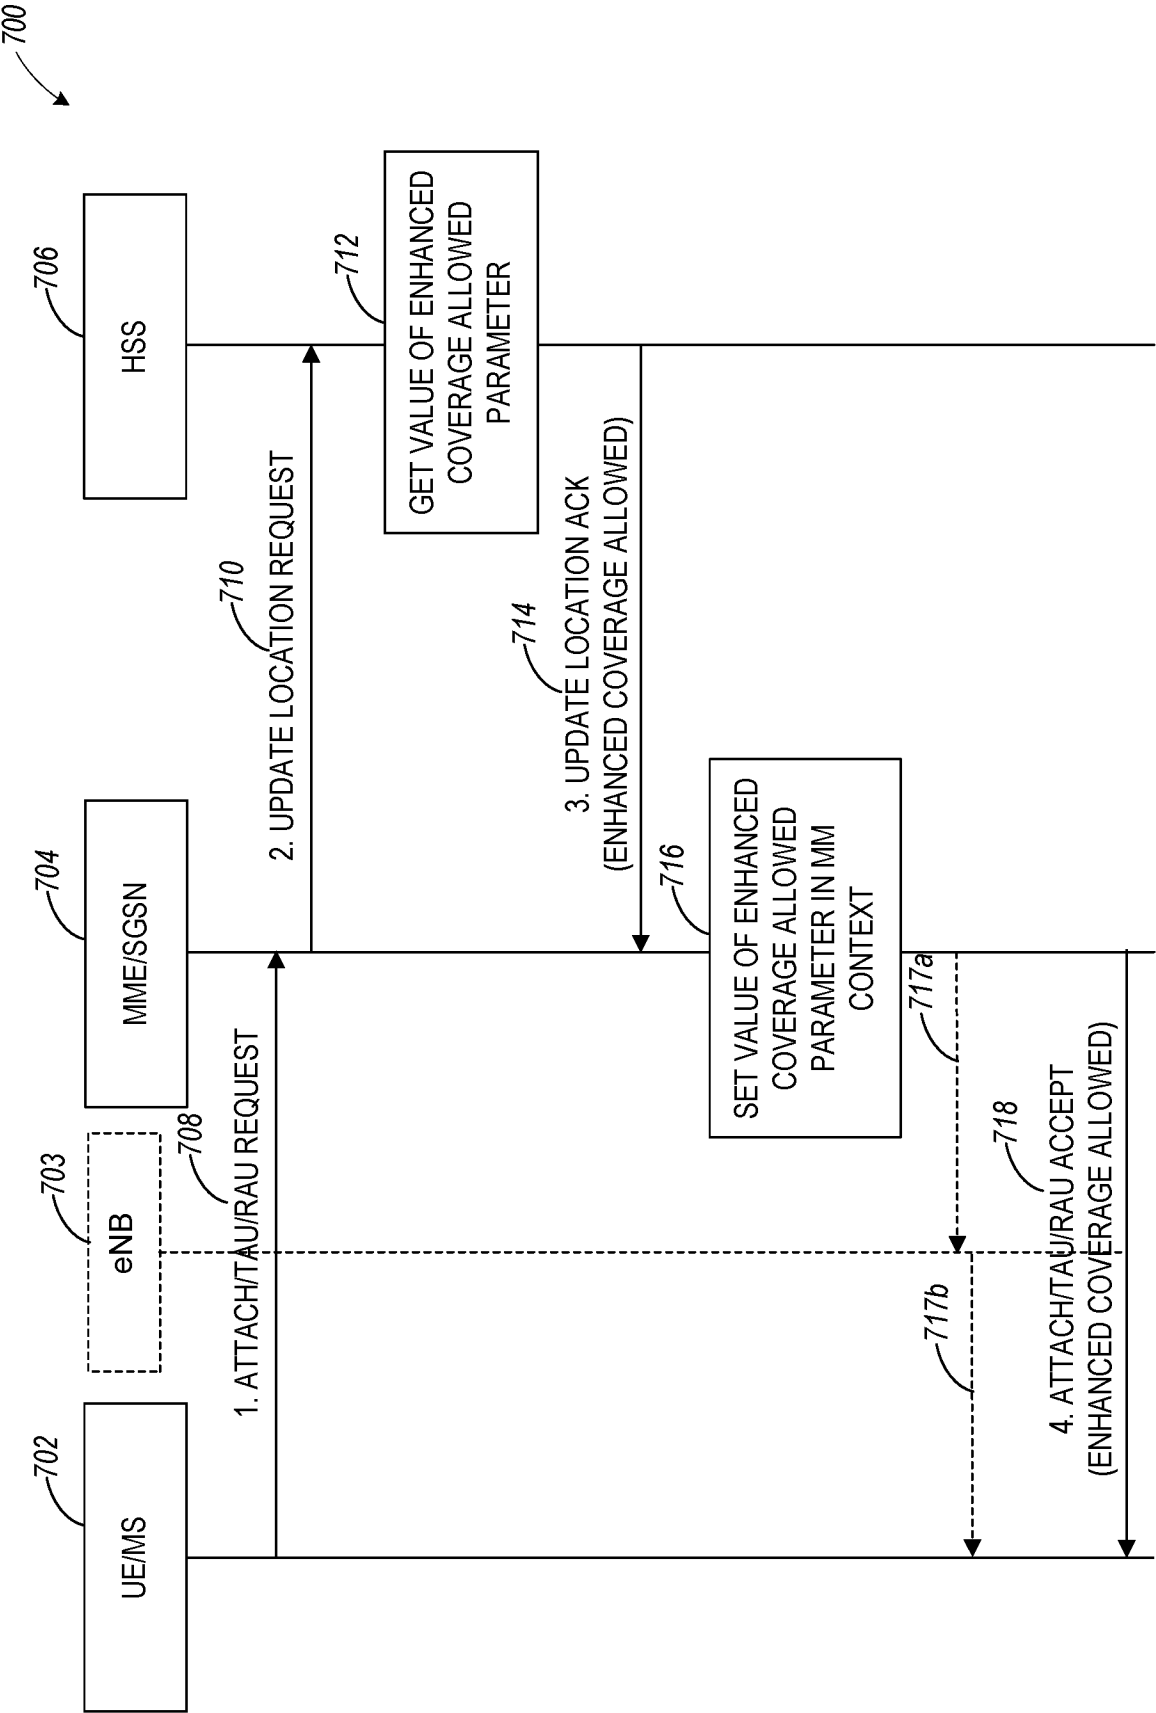 700
702
UE/MS
703
eNB
704
MME/SGSN
706
HSS
708
1. ATTACH/TAU/RAU REQUEST
710
2. UPDATE LOCATION REQUEST
712
GET VALUE OF ENHANCED
COVERAGE ALLOWED
PARAMETER
714
3. UPDATE LOCATION ACK
(ENHANCED COVERAGE ALLOWED)
716
SET VALUE OF ENHANCED
COVERAGE ALLOWED
PARAMETER IN MM
CONTEXT
717a
717b
718
4. ATTACH/TAU/RAU ACCEPT
(ENHANCED COVERAGE ALLOWED)